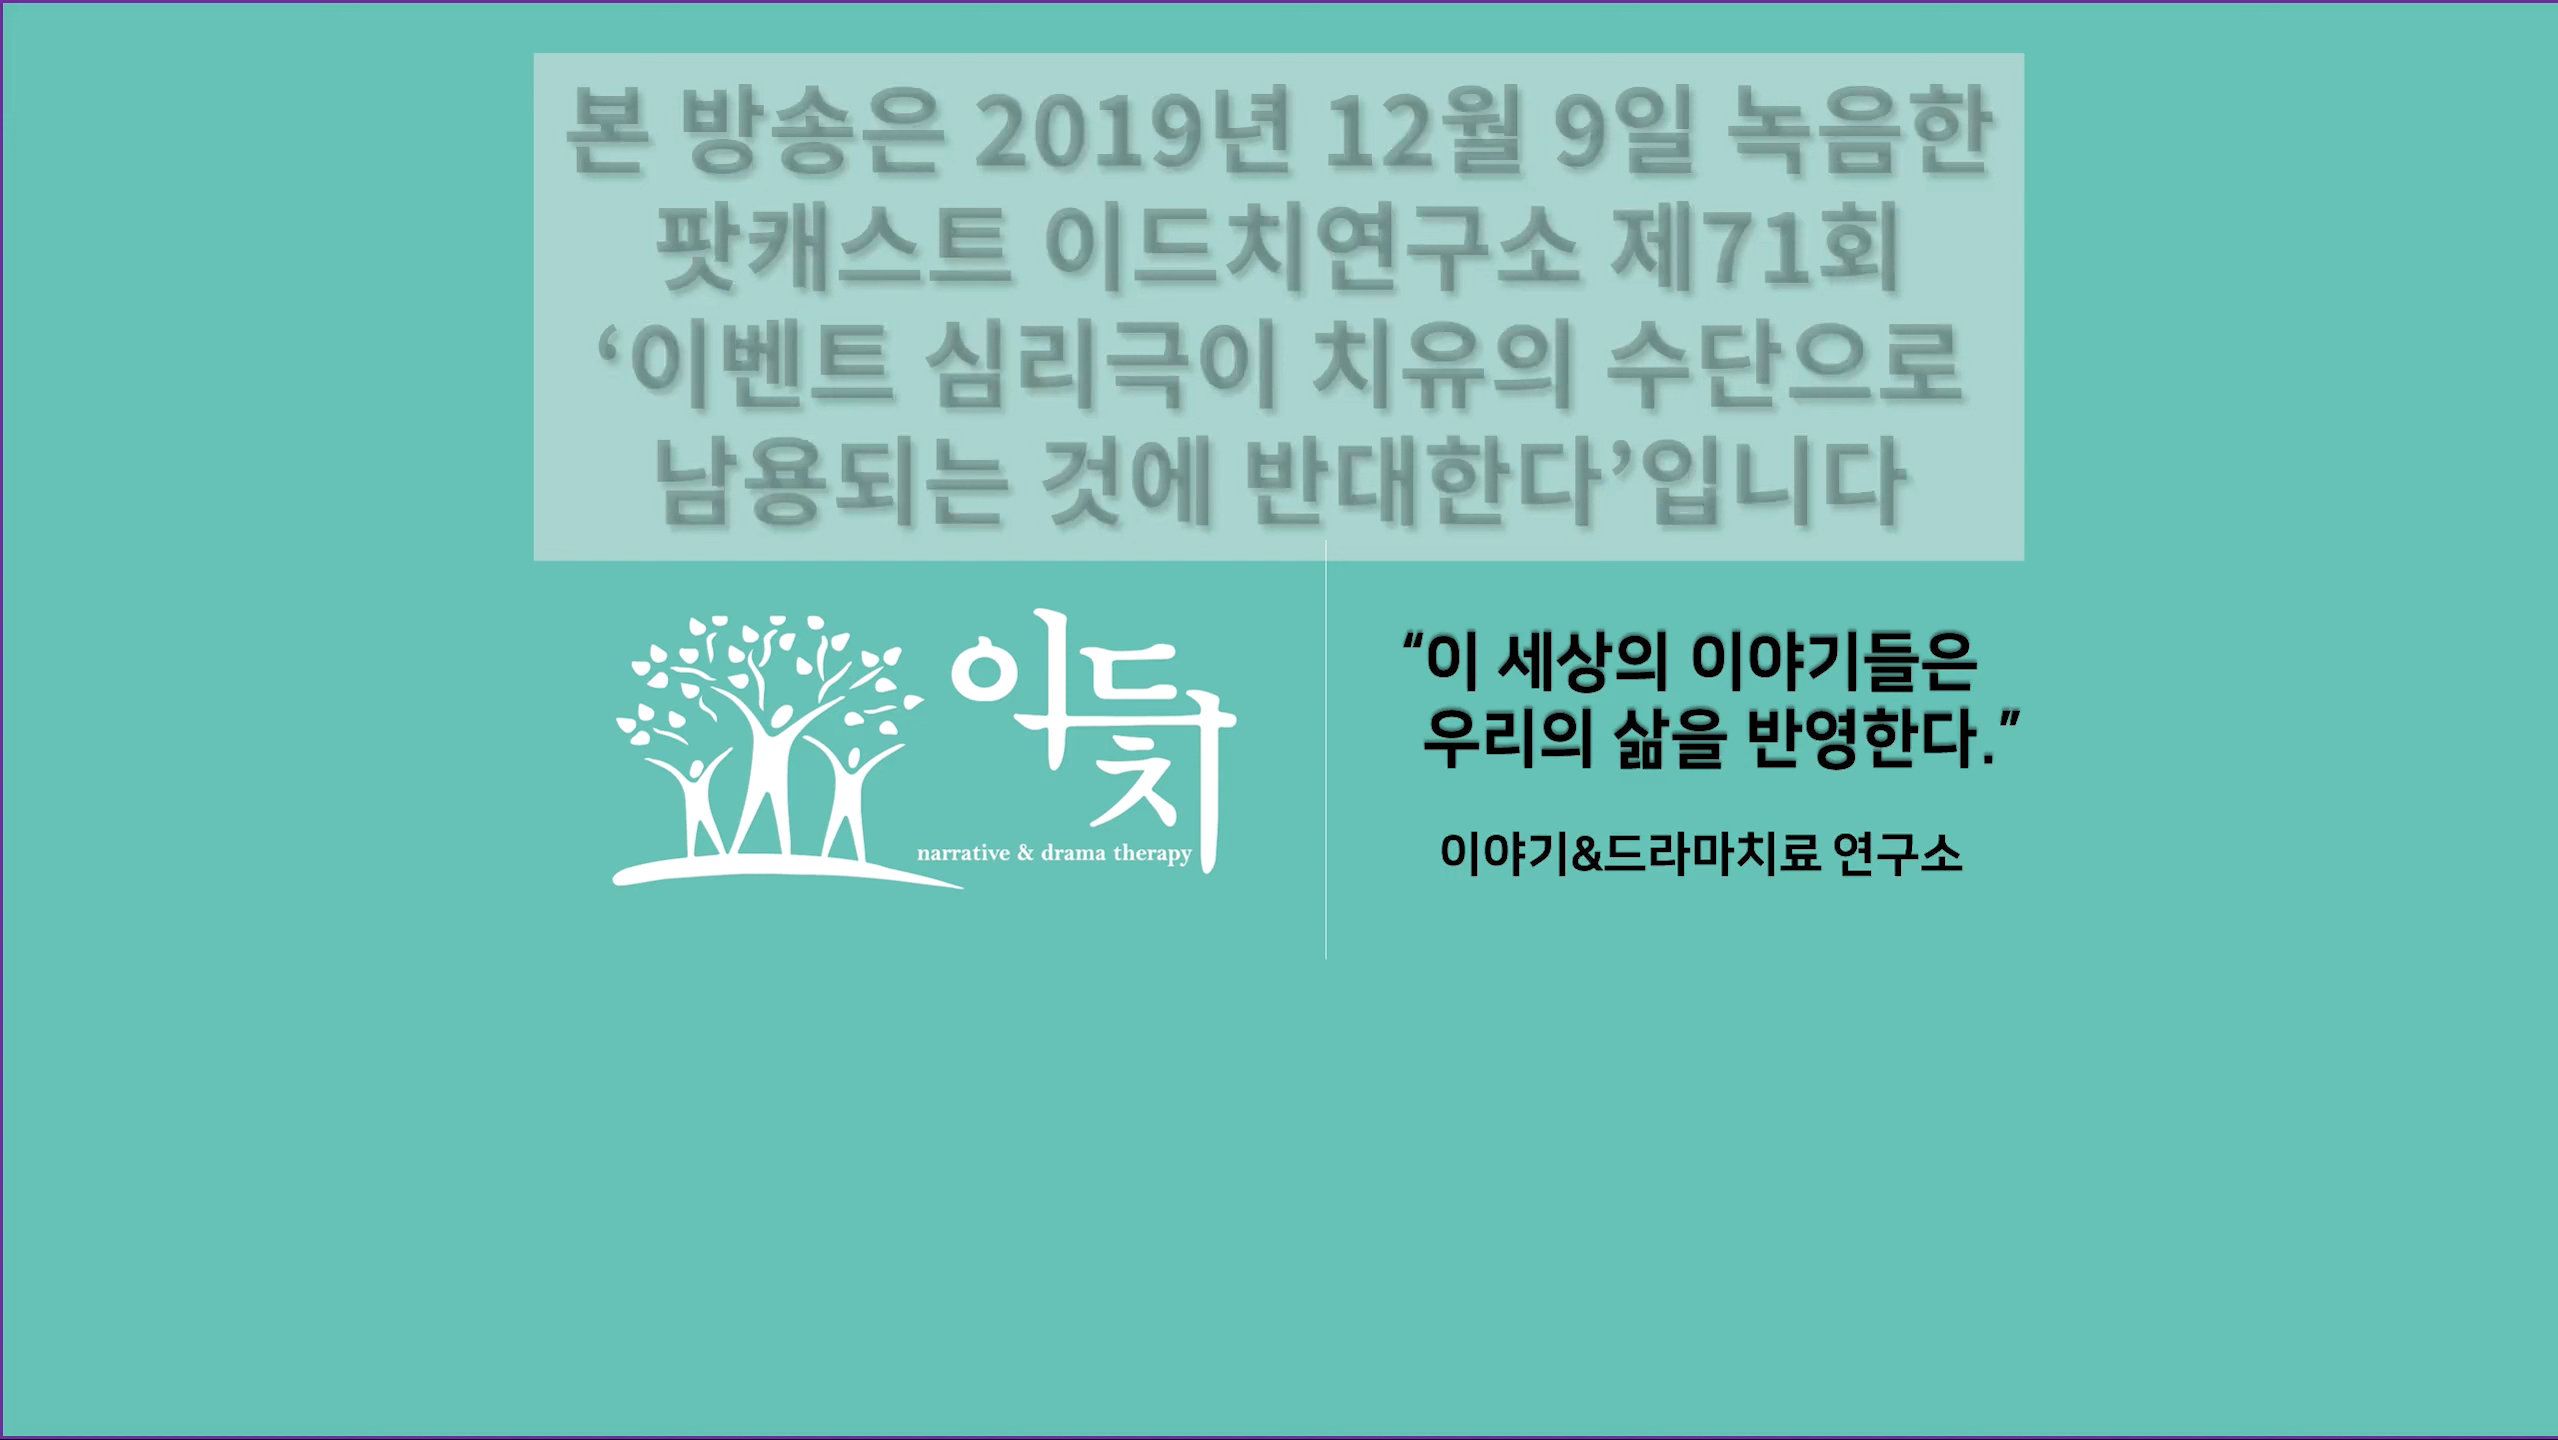 본 방송은 2019년 12월 9일 녹음한
팟캐스트 이드치연구소 제71회
‘이벤트 심리극이 치유의 수단으로
남용되는 것에 반대한다’입니다
이드치
narrative & drama therapy
“이 세상의 이야기들은
우리의 삶을 반영한다.”
이야기&드라마치료 연구소